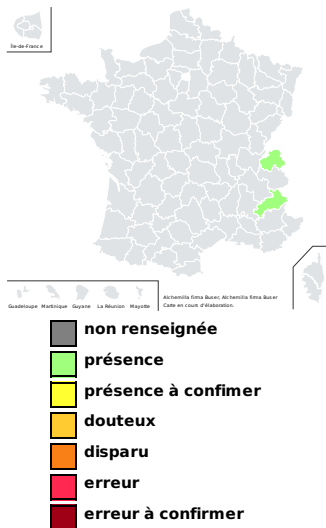 Île-de-France
Guadeloupe Martinique Guyane La Réunion Mayotte
Alchemilla firma Buser, Alchemilla firma Buser
Carte en cours d'élaboration.
non renseignée
présence
présence à confimer
douteux
disparu
erreur
erreur à confirmer